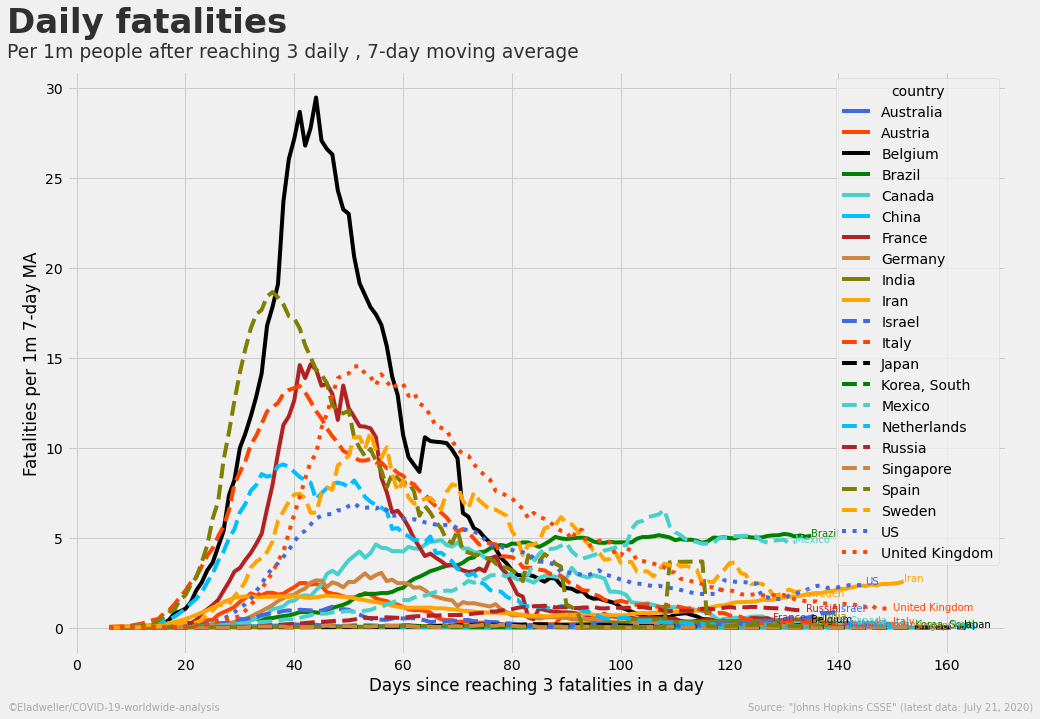 Daily fatalities
Per 1m people after reaching 3 daily , 7-day moving average
Fatalities per 1m 7-day MA
30
25
20
15
10
5
0
country
Australia
Austria
Belgium
Brazil
Canada
China
France
Germany
India
Iran
Israel
Italy
Japan
Korea, South
Mexico
Netherlands
Russia
Singapore
Spain
Sweden
US
United Kingdom
Brazil
Mexico
US
Iran
Russia
Israel
United Kingdom
France
Belgium
Canada
Italy
Korea, South
Japan
0 20 40 60 80 100 120 140 160
Days since reaching 3 fatalities in a day
©Eladweller/COVID-19-worldwide-analysis
Source: "Johns Hopkins CSSE" (latest data: July 21, 2020)